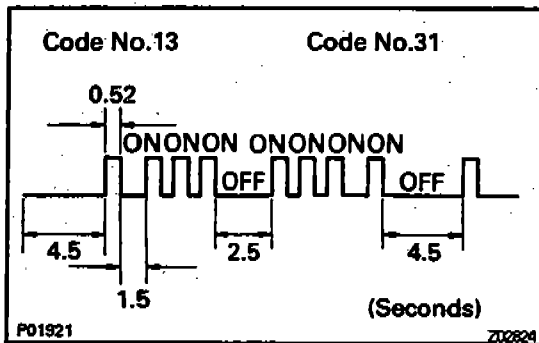 Code No.13 Code No.31
0.52
ONONON ONONONON
OFF OFF
4.5 2.5 4.5
1.5
(Seconds)
P01921 Z02824